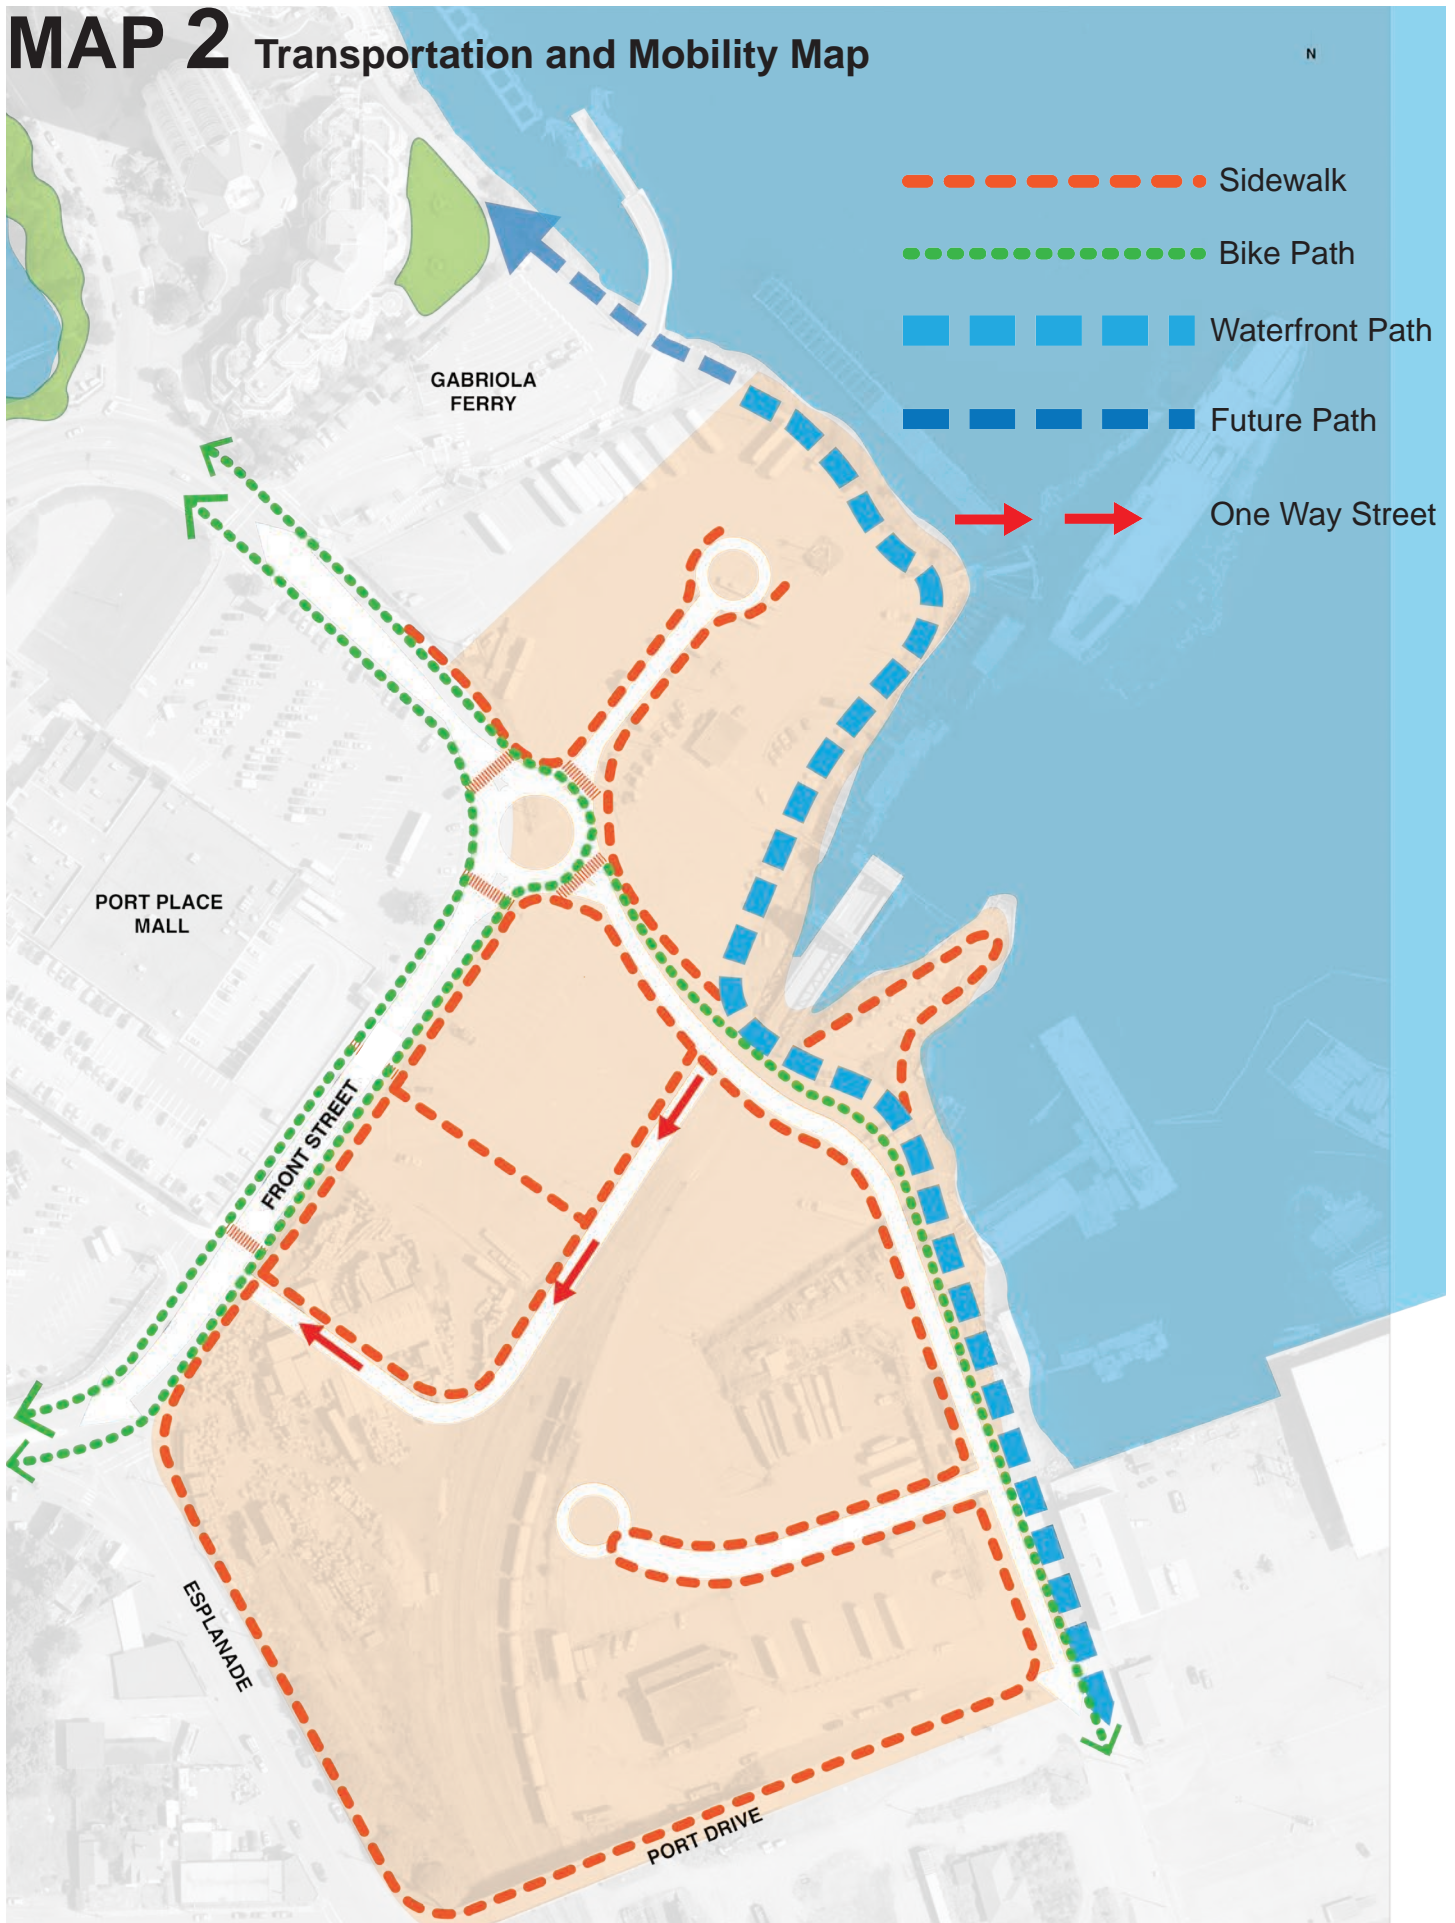 MAP 2 Transportation and Mobility Map
N
Sidewalk
Bike Path
Waterfront Path
Future Path
One Way Street
GABRIOLA
FERRY
PORT PLACE
MALL
FRONT STREET
ESPLANADE
PORT DRIVE